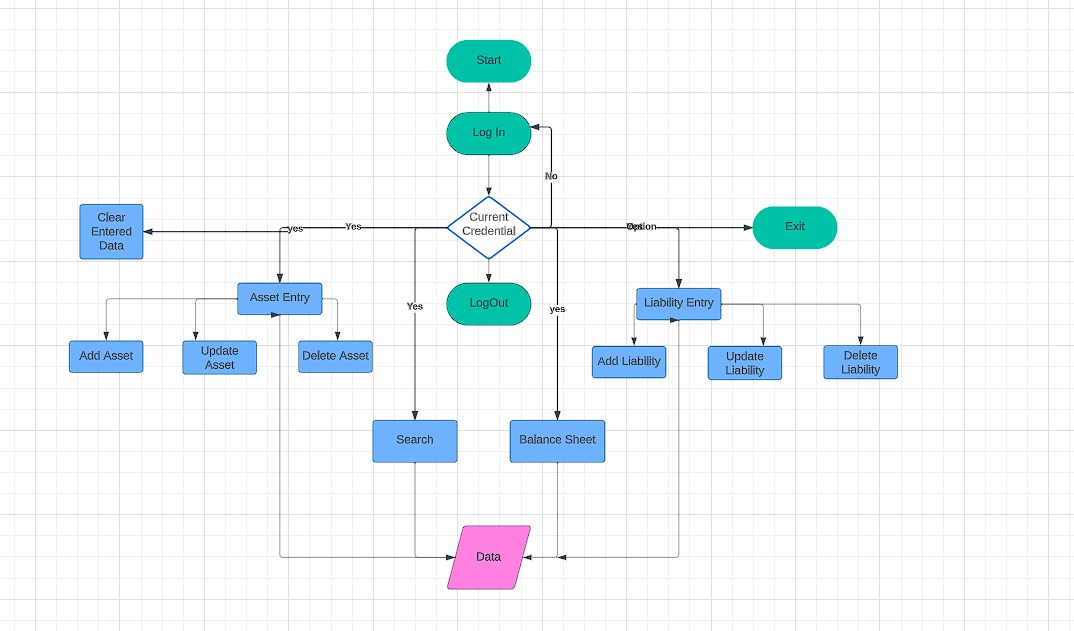 Start
Log In
No
Current
Credential
Clear
Entered
Data
yes
Yes
Option
Exit
Asset Entry
LogOut
Liability Entry
Yes
yes
Add Asset
Update
Asset
Delete Asset
Add Liability
Update
Liability
Delete
Liability
Search
Balance Sheet
Data